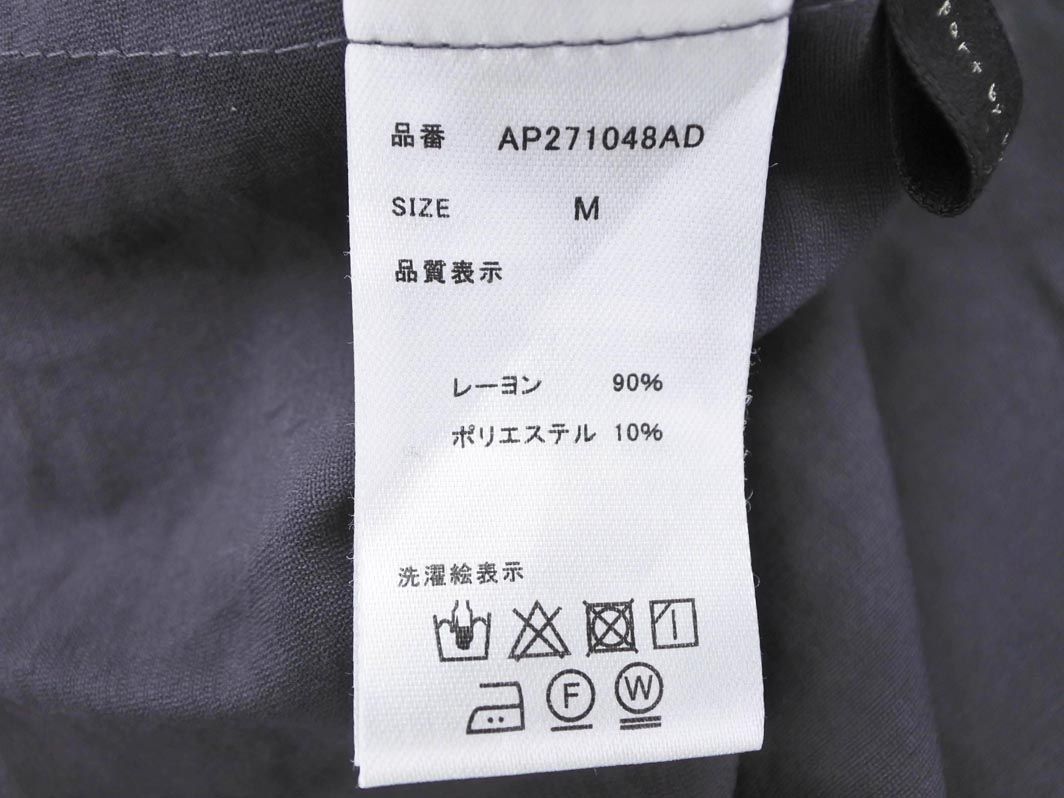 品番 AP271048AD
SIZE M
品質表示
レーヨン 90%
ポリエステル 10%
洗濯絵表示
F W